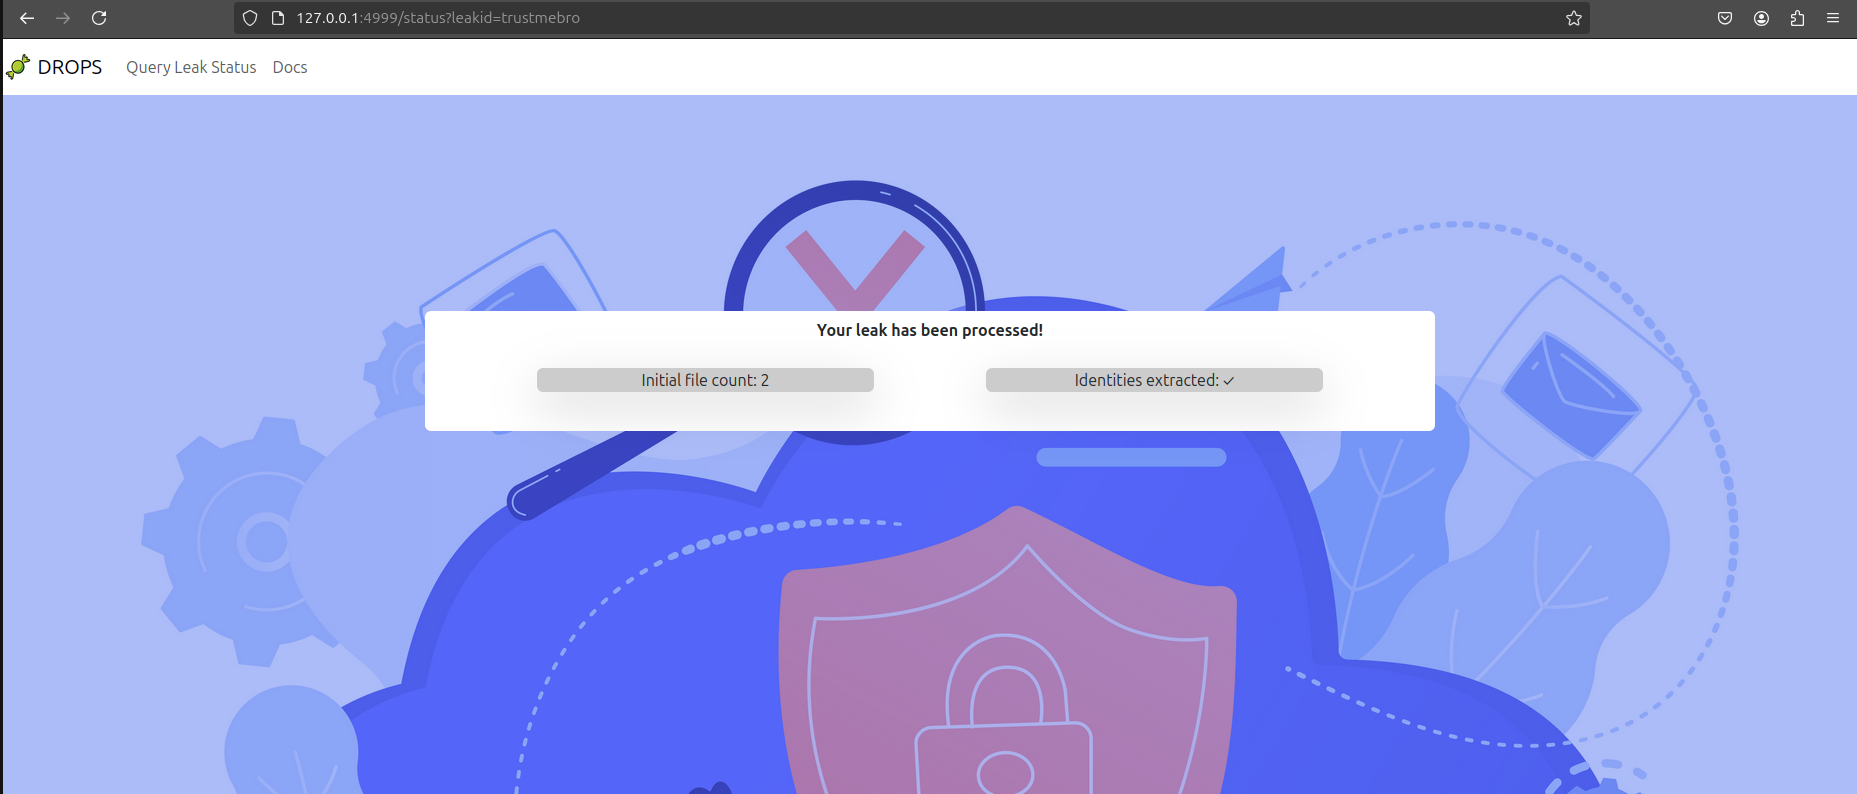 127.0.0.1:4999/status?leakid=trustmebro
DROPS Query Leak Status Docs
Your leak has been processed!
Initial file count: 2 Identities extracted: ✓